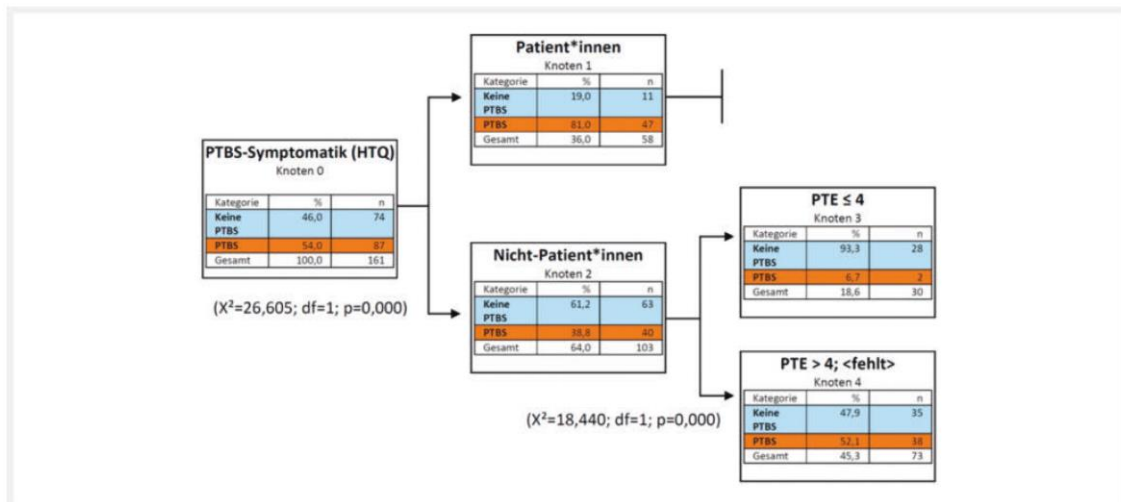 PTBS-Symptomatik (HTQ)
Knoten 0
Kategorie % n
Keine 46,0 74
PTBS
PTBS 54,0 87
Gesamt 100,0 161
(X²=26,605; df=1; p=0,000)
Patient*innen
Knoten 1
Kategorie % n
Keine 19,0 11
PTBS
PTBS 81,0 47
Gesamt 36,0 58
Nicht-Patient*innen
Knoten 2
Kategorie % n
Keine 61,2 63
PTBS
PTBS 38,8 40
Gesamt 64,0 103
(X²=18,440; df=1; p=0,000)
PTE ≤ 4
Knoten 3
Kategorie % n
Keine 93,3 28
PTBS
PTBS 6,7 2
Gesamt 18,6 30
PTE > 4; <fehlt>
Knoten 4
Kategorie % n
Keine 47,9 35
PTBS
PTBS 52,1 38
Gesamt 45,3 73